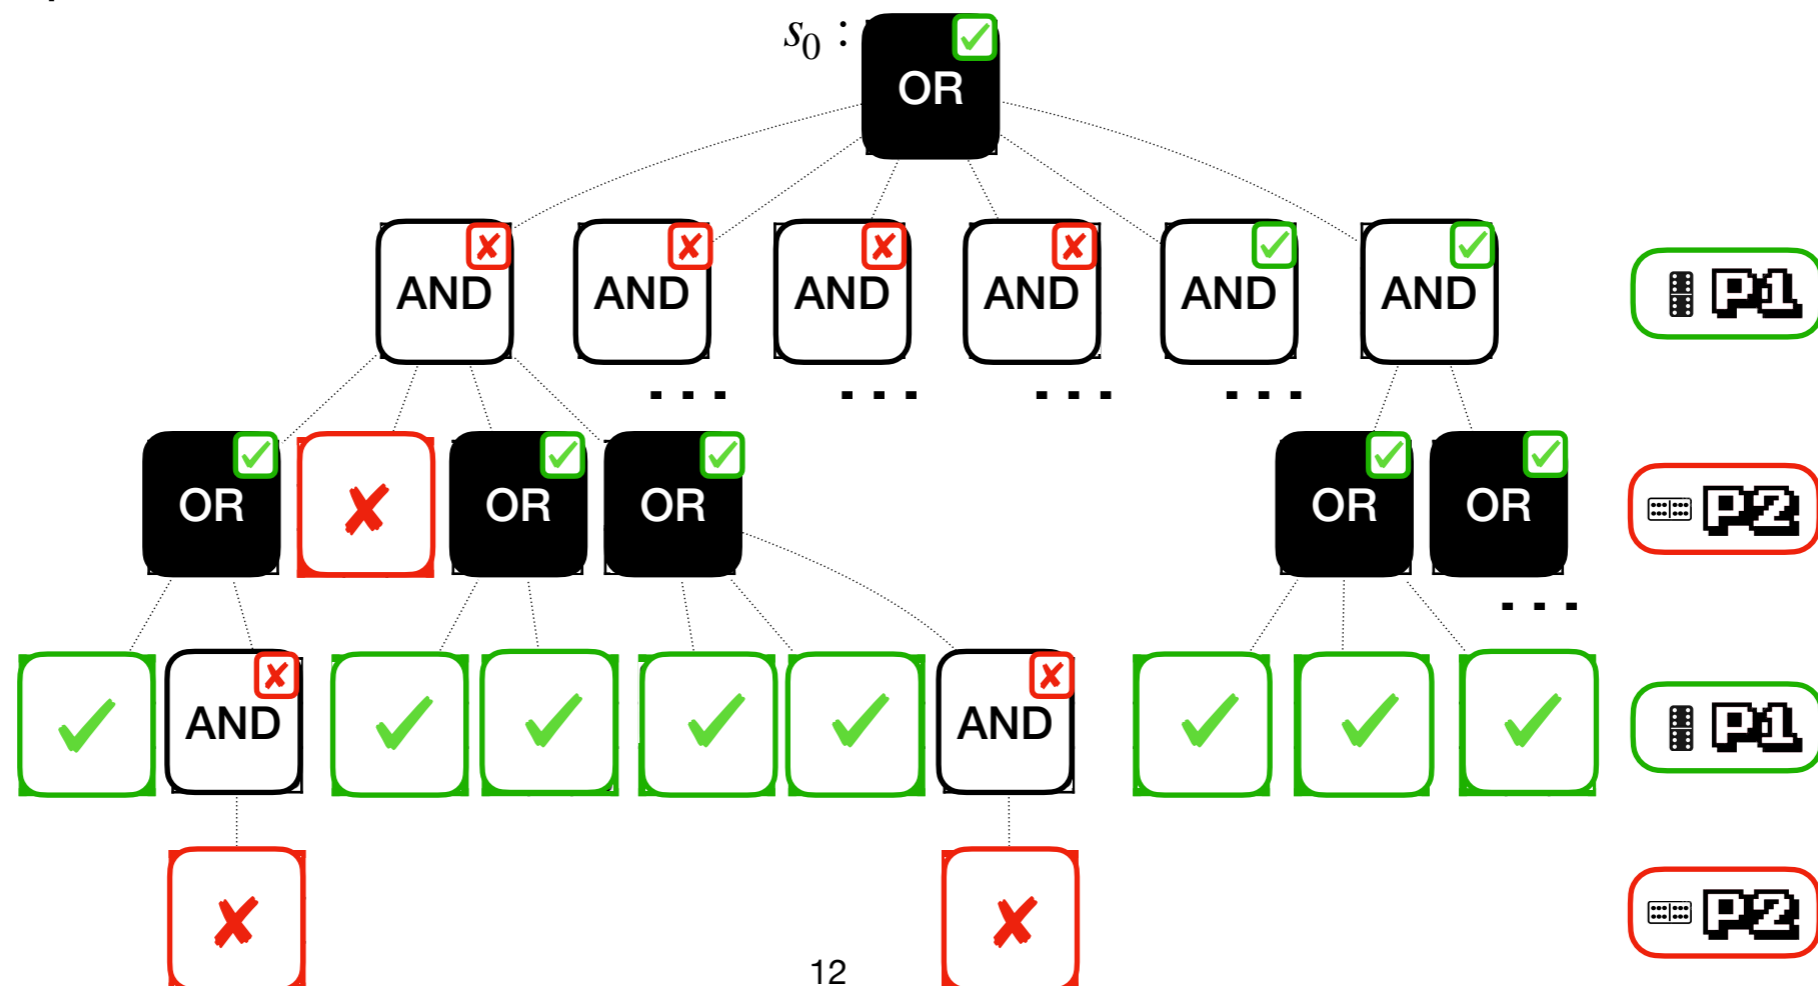 s0 :
OR
AND AND AND AND AND AND
P1
... ... ... ...
OR OR OR OR OR
P2
...
AND AND
P1
P2
12